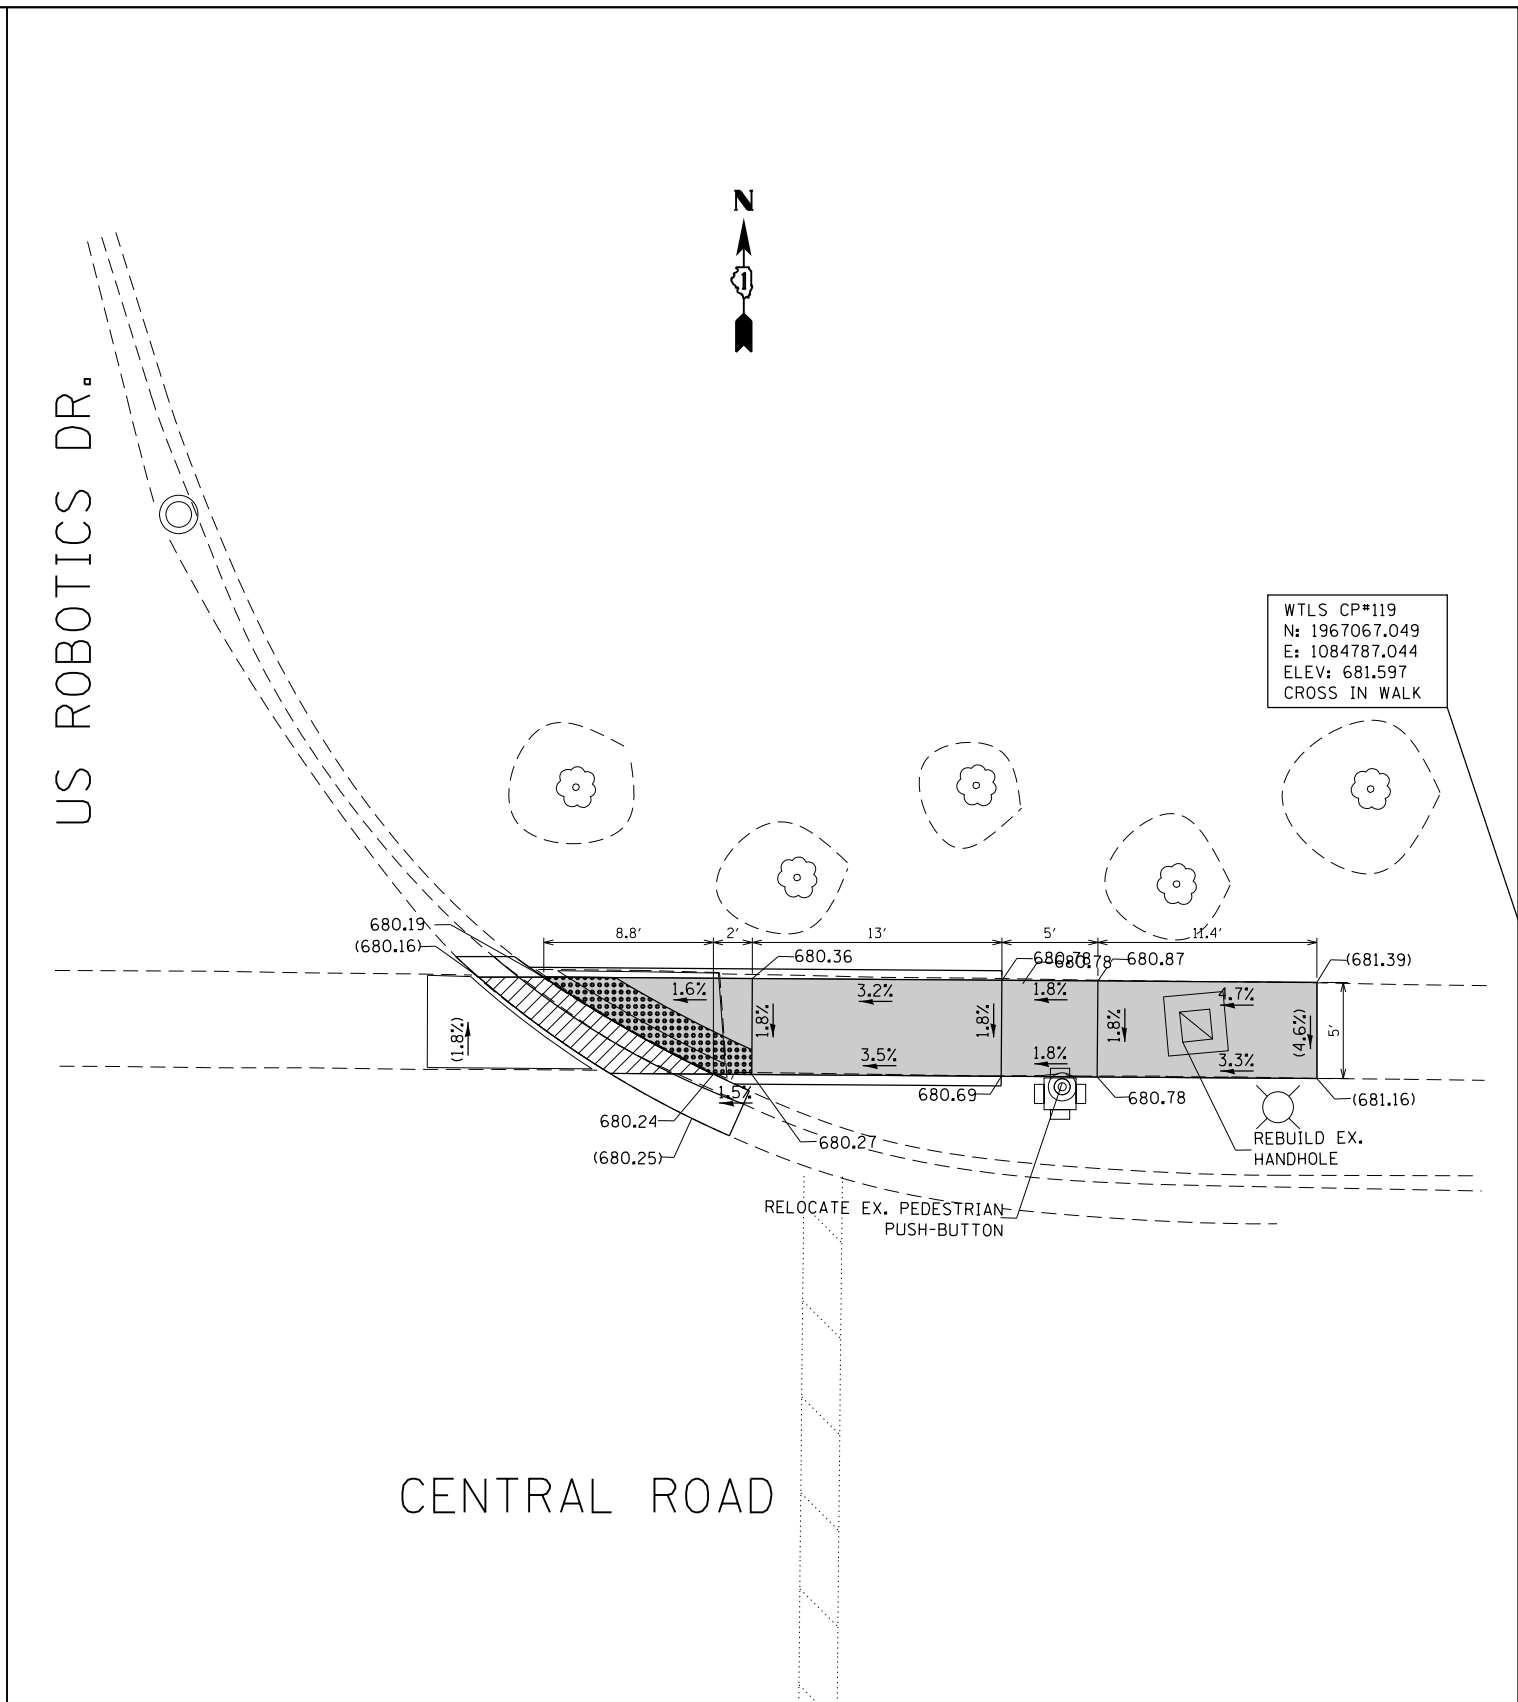 N
1
US ROBOTICS DR.
WTLS CP#119
N: 1967067.049
E: 1084787.044
ELEV: 681.597
CROSS IN WALK
680.19
(680.16)
8.8'
2'
13'
5'
11.4'
680.36
680.78
680.78
680.87
(681.39)
1.6%
3.2%
1.8%
4.7%
(1.8%)
1.8%
1.8%
1.8%
(4.6%)
5'
3.5%
1.8%
3.3%
1.5%
680.24
(680.25)
680.27
680.69
680.78
(681.16)
REBUILD EX.
HANDHOLE
RELOCATE EX. PEDESTRIAN
PUSH-BUTTON
CENTRAL ROAD